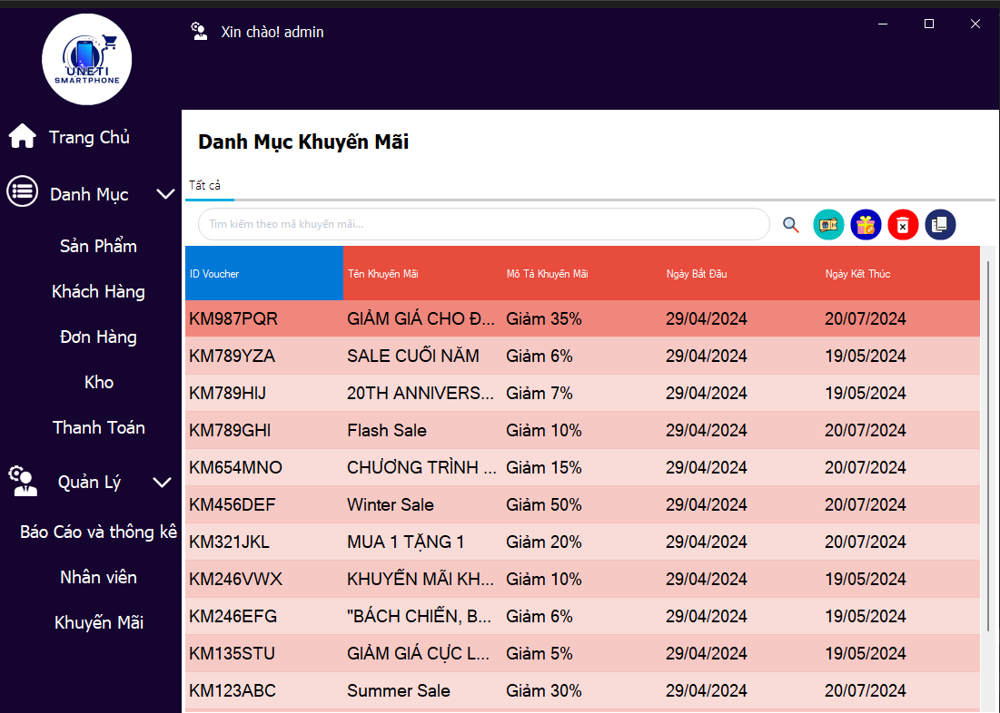 UNETI
SMARTPHONE
Xin chào! admin
Trang Chủ
Danh Mục
Sản Phẩm
Khách Hàng
Đơn Hàng
Kho
Thanh Toán
Quản Lý
Báo Cáo và thống kê
Nhân viên
Khuyến Mãi
Danh Mục Khuyến Mãi
Tất cả
Tìm kiếm theo mã khuyến mãi...
ID Voucher Tên Khuyến Mãi Mô Tả Khuyến Mãi Ngày Bắt Đầu Ngày Kết Thúc
KM987PQR GIẢM GIÁ CHO Đ... Giảm 35% 29/04/2024 20/07/2024
KM789YZA SALE CUỐI NĂM Giảm 6% 29/04/2024 19/05/2024
KM789HIJ 20TH ANNIVERS... Giảm 7% 29/04/2024 19/05/2024
KM789GHI Flash Sale Giảm 10% 29/04/2024 20/07/2024
KM654MNO CHƯƠNG TRÌNH ... Giảm 15% 29/04/2024 20/07/2024
KM456DEF Winter Sale Giảm 50% 29/04/2024 20/07/2024
KM321JKL MUA 1 TẶNG 1 Giảm 20% 29/04/2024 20/07/2024
KM246VWX KHUYẾN MÃI KH... Giảm 10% 29/04/2024 19/05/2024
KM246EFG "BÁCH CHIẾN, B... Giảm 6% 29/04/2024 19/05/2024
KM135STU GIẢM GIÁ CỰC L... Giảm 5% 29/04/2024 19/05/2024
KM123ABC Summer Sale Giảm 30% 29/04/2024 20/07/2024